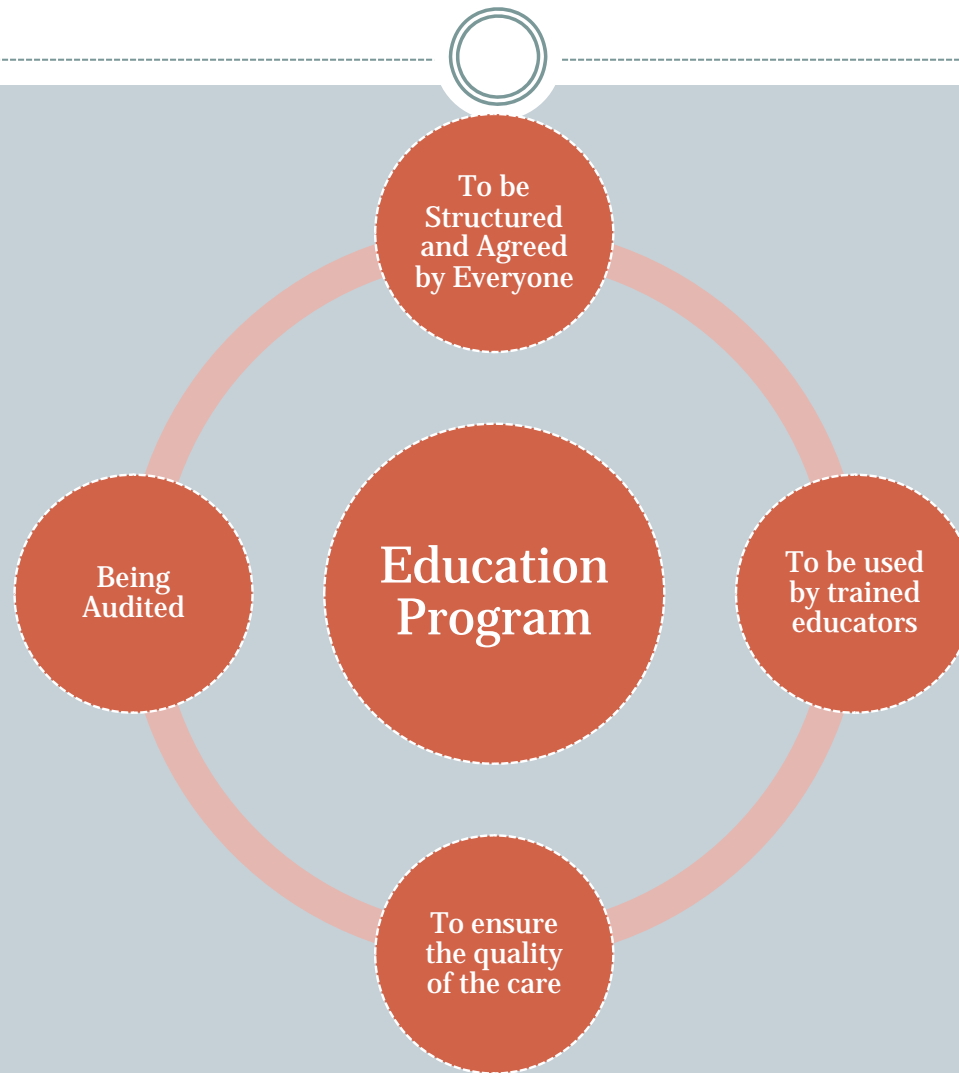 To be
Structured
and Agreed
by Everyone
Being
Audited
Education
Program
To be used
by trained
educators
To ensure
the quality
of the care